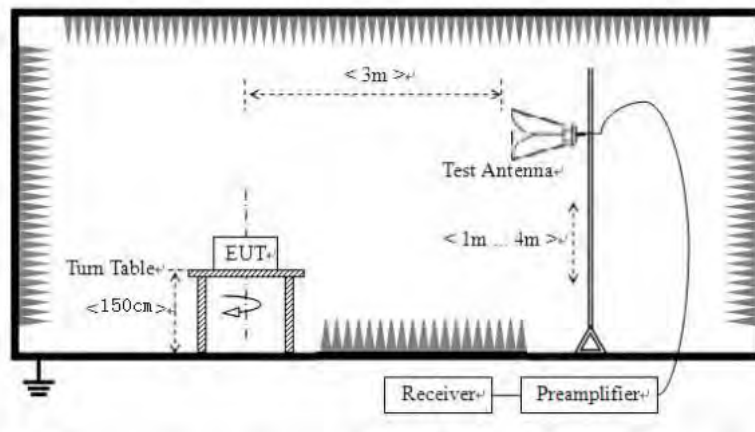 < 3m >
Test Antenna
< 1m ... 4m >
EUT
Turn Table
<150cm>
Receiver
Preamplifier